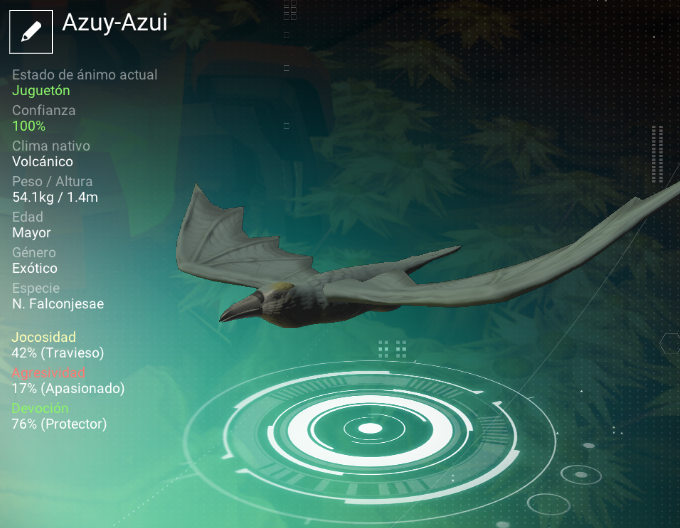 Azuy-Azui
Estado de ánimo actual
Juguetón
Confianza
100%
Clima nativo
Volcánico
Peso / Altura
54.1kg / 1.4m
Edad
Mayor
Género
Exótico
Especie
N. Falconjesae
Jocosidad
42% (Travieso)
Agresividad
17% (Apasionado)
Devoción
76% (Protector)